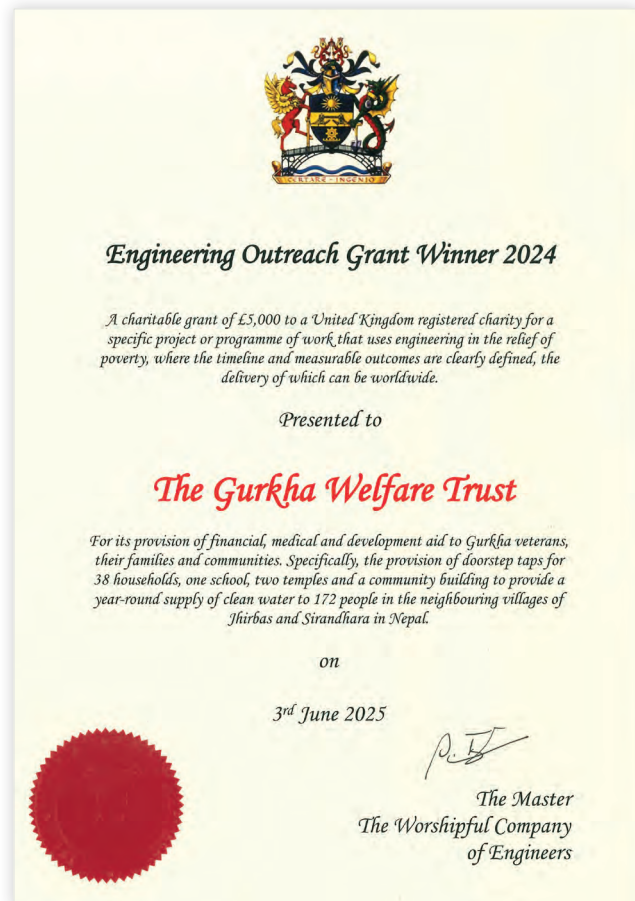 CERTARE - INGENIO
Engineering Outreach Grant Winner 2024
A charitable grant of £5,000 to a United Kingdom registered charity for a
specific project or programme of work that uses engineering in the relief of
poverty, where the timeline and measurable outcomes are clearly defined, the
delivery of which can be worldwide.
Presented to
The Gurkha Welfare Trust
For its provision of financial, medical and development aid to Gurkha veterans,
their families and communities. Specifically, the provision of doorstep taps for
38 households, one school, two temples and a community building to provide a
year-round supply of clean water to 172 people in the neighbouring villages of
Jhirbas and Sirandhara in Nepal.
on
3rd June 2025
The Master
The Worshipful Company
of Engineers